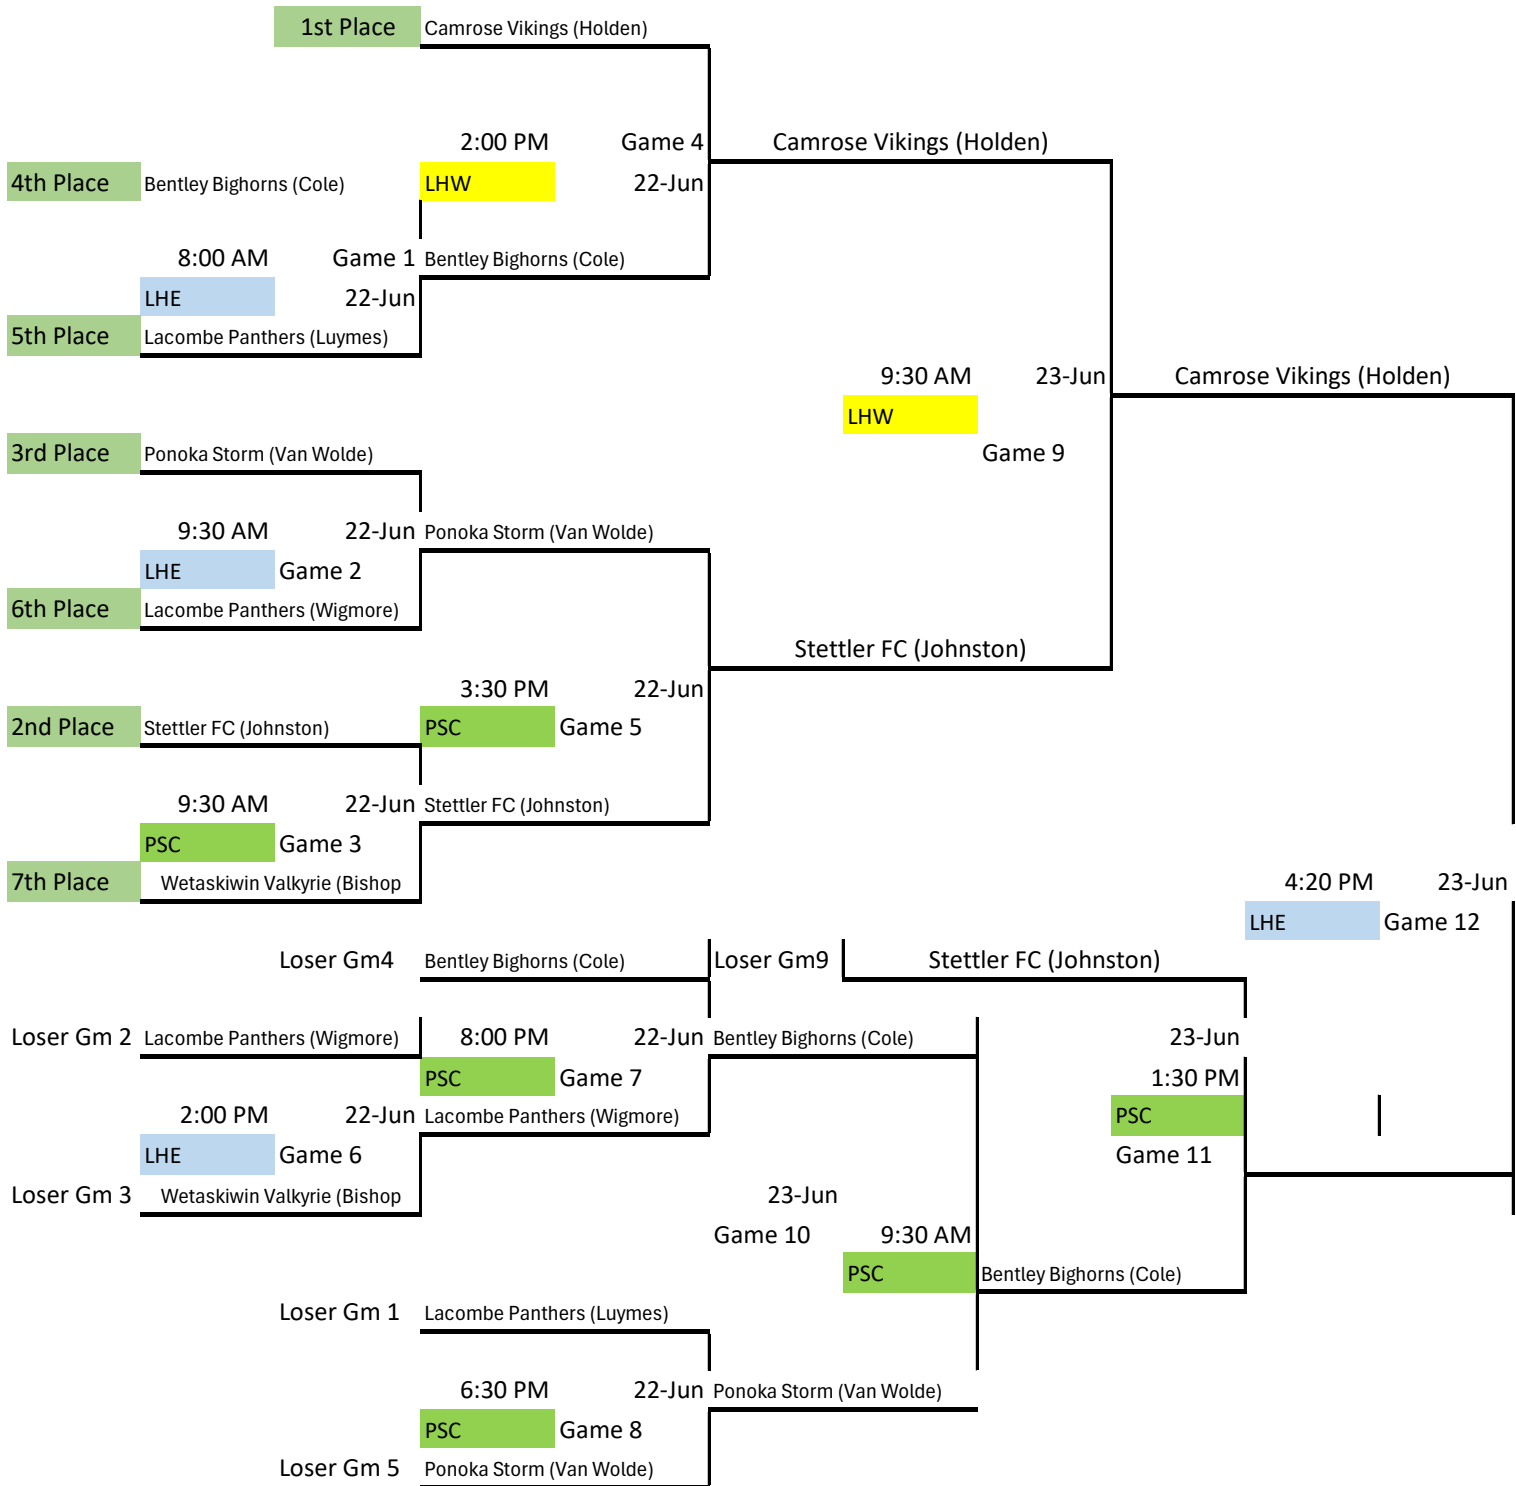 1st Place Camrose Vikings (Holden)
2:00 PM Game 4 Camrose Vikings (Holden)
4th Place Bentley Bighorns (Cole) LHW 22-Jun
8:00 AM Game 1 Bentley Bighorns (Cole)
LHE 22-Jun
5th Place Lacombe Panthers (Luymes)
9:30 AM 23-Jun Camrose Vikings (Holden)
LHW
3rd Place Ponoka Storm (Van Wolde) Game 9
9:30 AM 22-Jun Ponoka Storm (Van Wolde)
LHE Game 2
6th Place Lacombe Panthers (Wigmore)
Stettler FC (Johnston)
3:30 PM 22-Jun
2nd Place Stettler FC (Johnston) PSC Game 5
9:30 AM 22-Jun Stettler FC (Johnston)
PSC Game 3
7th Place Wetaskiwin Valkyrie (Bishop 4:20 PM 23-Jun
LHE Game 12
Loser Gm4 Bentley Bighorns (Cole) Loser Gm9 Stettler FC (Johnston)
Loser Gm 2 Lacombe Panthers (Wigmore) 8:00 PM 22-Jun Bentley Bighorns (Cole) 23-Jun
PSC Game 7 1:30 PM
2:00 PM 22-Jun Lacombe Panthers (Wigmore) PSC
LHE Game 6 Game 11
Loser Gm 3 Wetaskiwin Valkyrie (Bishop 23-Jun
Game 10 9:30 AM
PSC Bentley Bighorns (Cole)
Loser Gm 1 Lacombe Panthers (Luymes)
6:30 PM 22-Jun Ponoka Storm (Van Wolde)
PSC Game 8
Loser Gm 5 Ponoka Storm (Van Wolde)